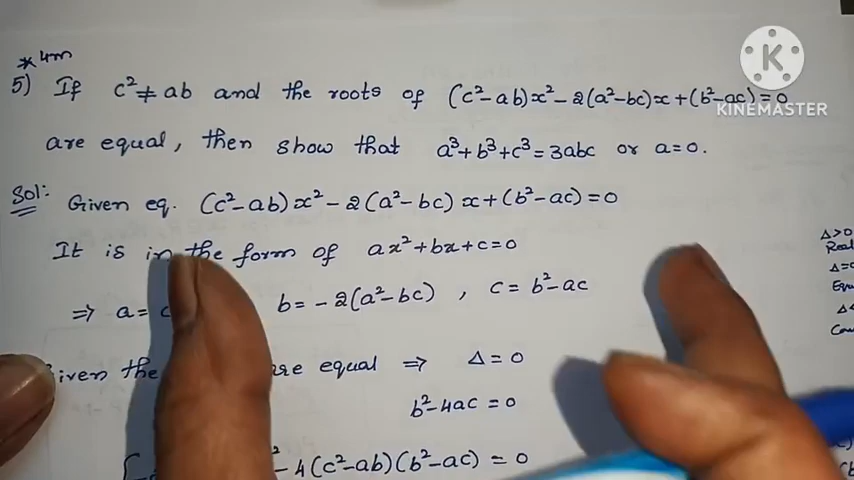 *4m
5) If c² ≠ ab and the roots of (c²-ab)x²-2(a²-bc)x+(b²-ac)=0
are equal, then show that a³+b³+c³=3abc or a=0.
Sol: Given eq. (c²-ab)x²-2(a²-bc)x+(b²-ac)=0
It is in the form of ax²+bx+c=0
⇒ a= b=-2(a²-bc), c=b²-ac
Given the are equal ⇒ Δ=0
b²-4ac=0
-4(c²-ab)(b²-ac)=0
Δ>0
Real
Δ=0
KINEMASTER